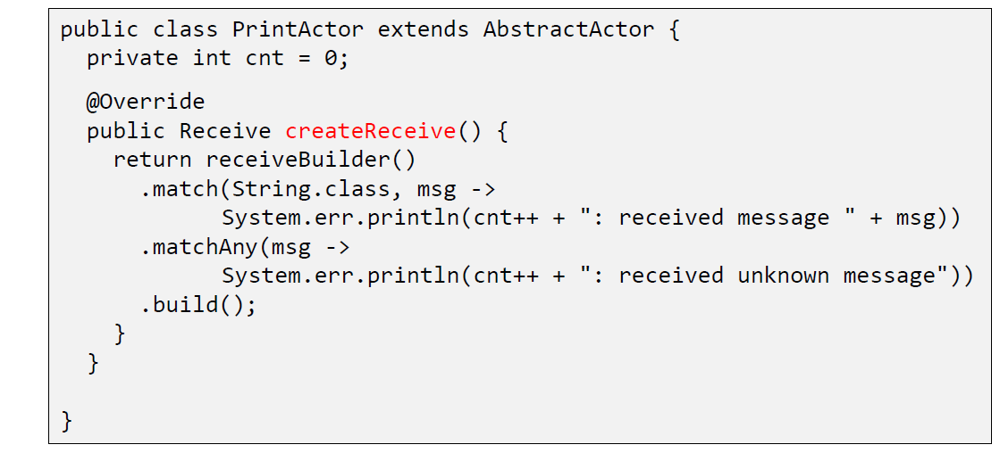 public class PrintActor extends AbstractActor {
  private int cnt = 0;
  @Override
  public Receive createReceive() {
    return receiveBuilder()
      .match(String.class, msg ->
            System.err.println(cnt++ + ": received message " + msg))
      .matchAny(msg ->
            System.err.println(cnt++ + ": received unknown message"))
      .build();
    }
  }
}